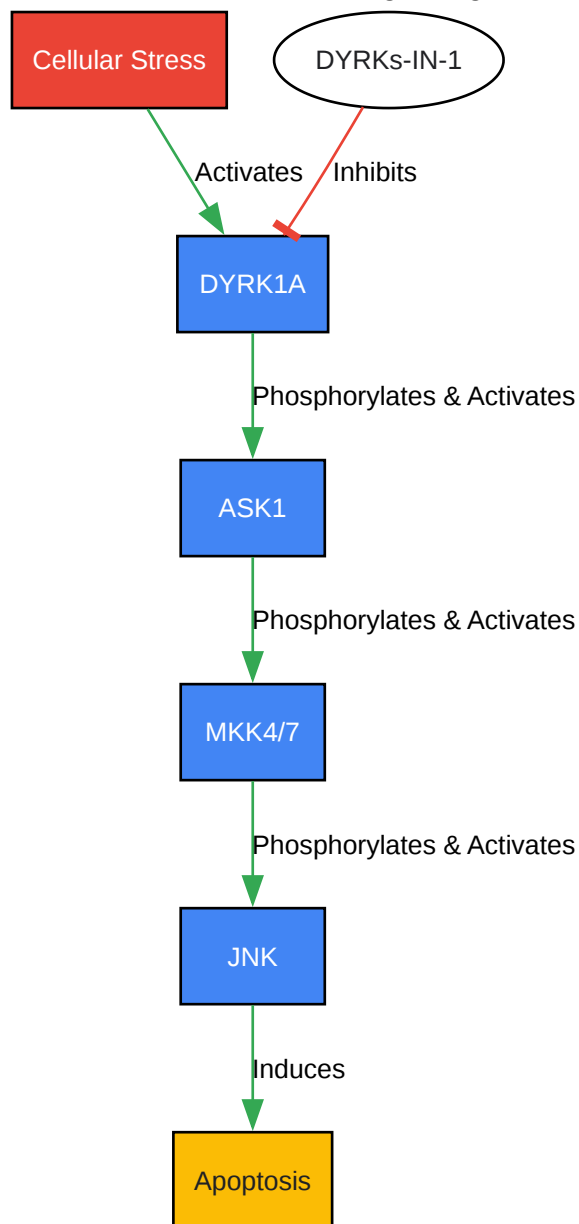 Cellular Stress
DYRKs-IN-1
Activates
Inhibits
DYRK1A
Phosphorylates & Activates
ASK1
Phosphorylates & Activates
MKK4/7
Phosphorylates & Activates
JNK
Induces
Apoptosis